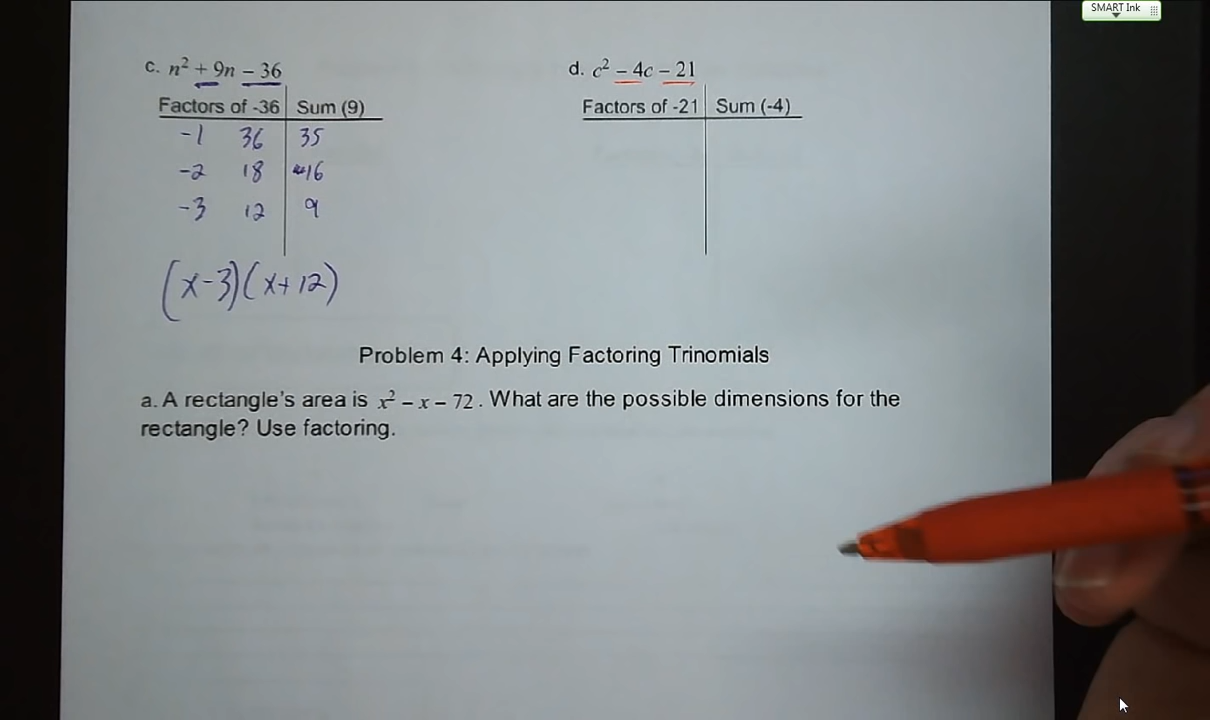 SMART Ink
c. n² + 9n − 36
Factors of -36 Sum (9)
-1 36 35
-2 18 16
-3 12 9
(x-3)(x+12)
d. c² − 4c − 21
Factors of -21 Sum (-4)
Problem 4: Applying Factoring Trinomials
a. A rectangle's area is x² − x − 72. What are the possible dimensions for the
rectangle? Use factoring.